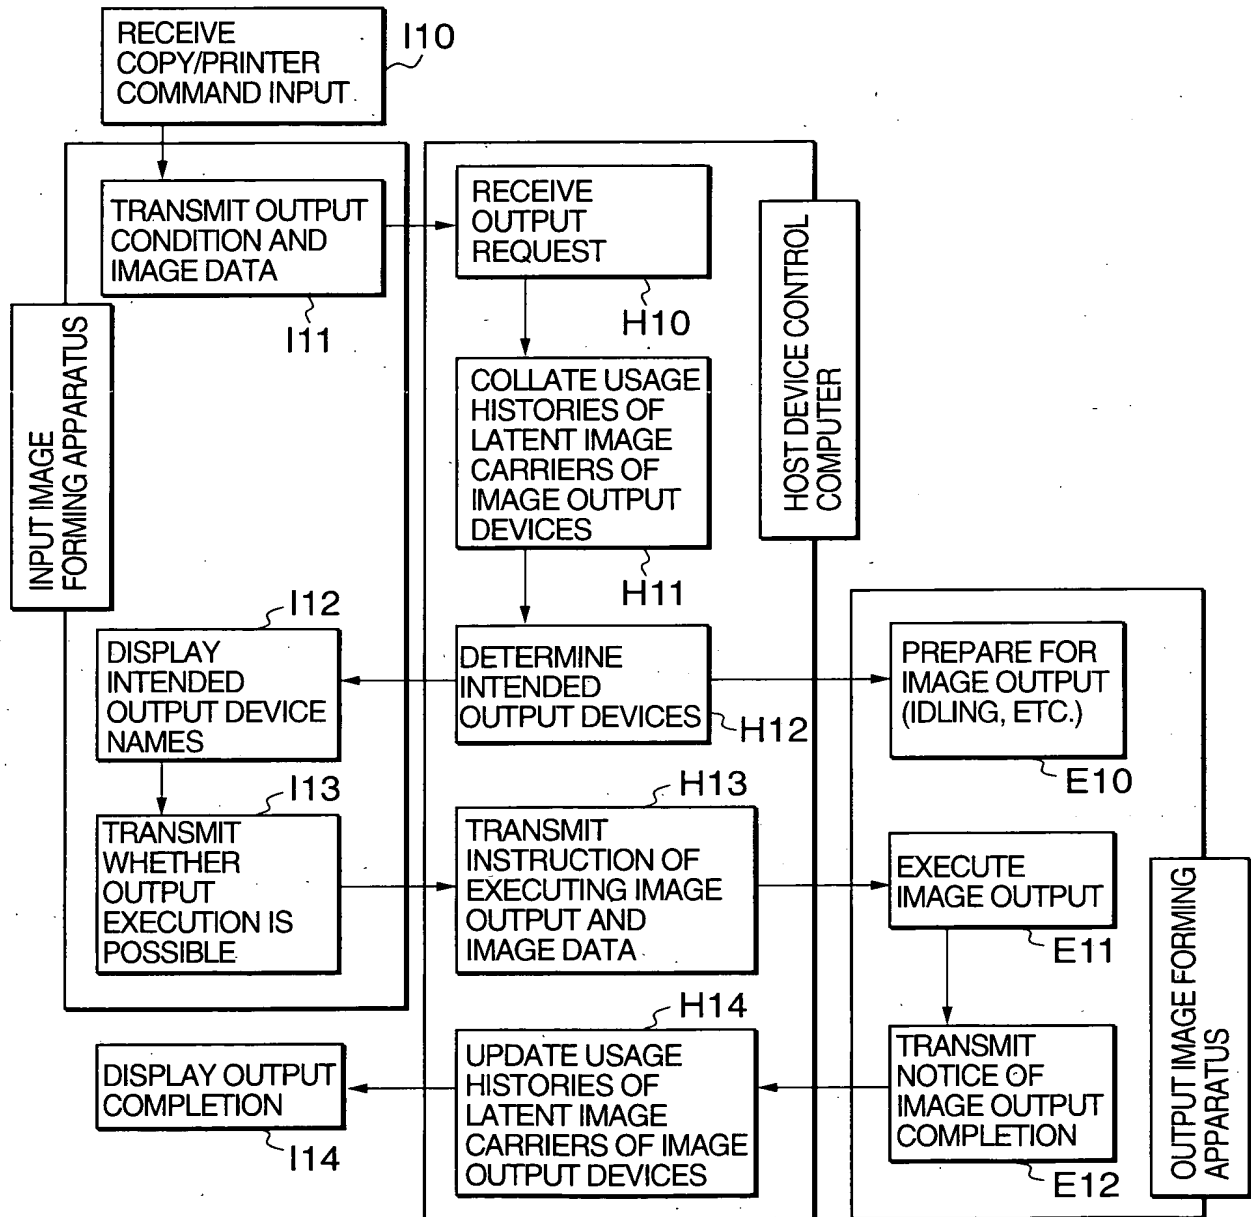 RECEIVE
COPY/PRINTER
COMMAND INPUT
I10
TRANSMIT OUTPUT
CONDITION AND
IMAGE DATA
I11
INPUT IMAGE
FORMING APPARATUS
RECEIVE
OUTPUT
REQUEST
H10
HOST DEVICE CONTROL
COMPUTER
COLLATE USAGE
HISTORIES OF
LATENT IMAGE
CARRIERS OF
IMAGE OUTPUT
DEVICES
H11
I12
DISPLAY
INTENDED
OUTPUT DEVICE
NAMES
DETERMINE
INTENDED
OUTPUT DEVICES
H12
PREPARE FOR
IMAGE OUTPUT
(IDLING, ETC.)
E10
I13
TRANSMIT
WHETHER
OUTPUT
EXECUTION IS
POSSIBLE
H13
TRANSMIT
INSTRUCTION OF
EXECUTING IMAGE
OUTPUT AND
IMAGE DATA
EXECUTE
IMAGE OUTPUT
E11
OUTPUT IMAGE FORMING
APPARATUS
DISPLAY OUTPUT
COMPLETION
I14
H14
UPDATE USAGE
HISTORIES OF
LATENT IMAGE
CARRIERS OF IMAGE
OUTPUT DEVICES
TRANSMIT
NOTICE OF
IMAGE OUTPUT
COMPLETION
E12